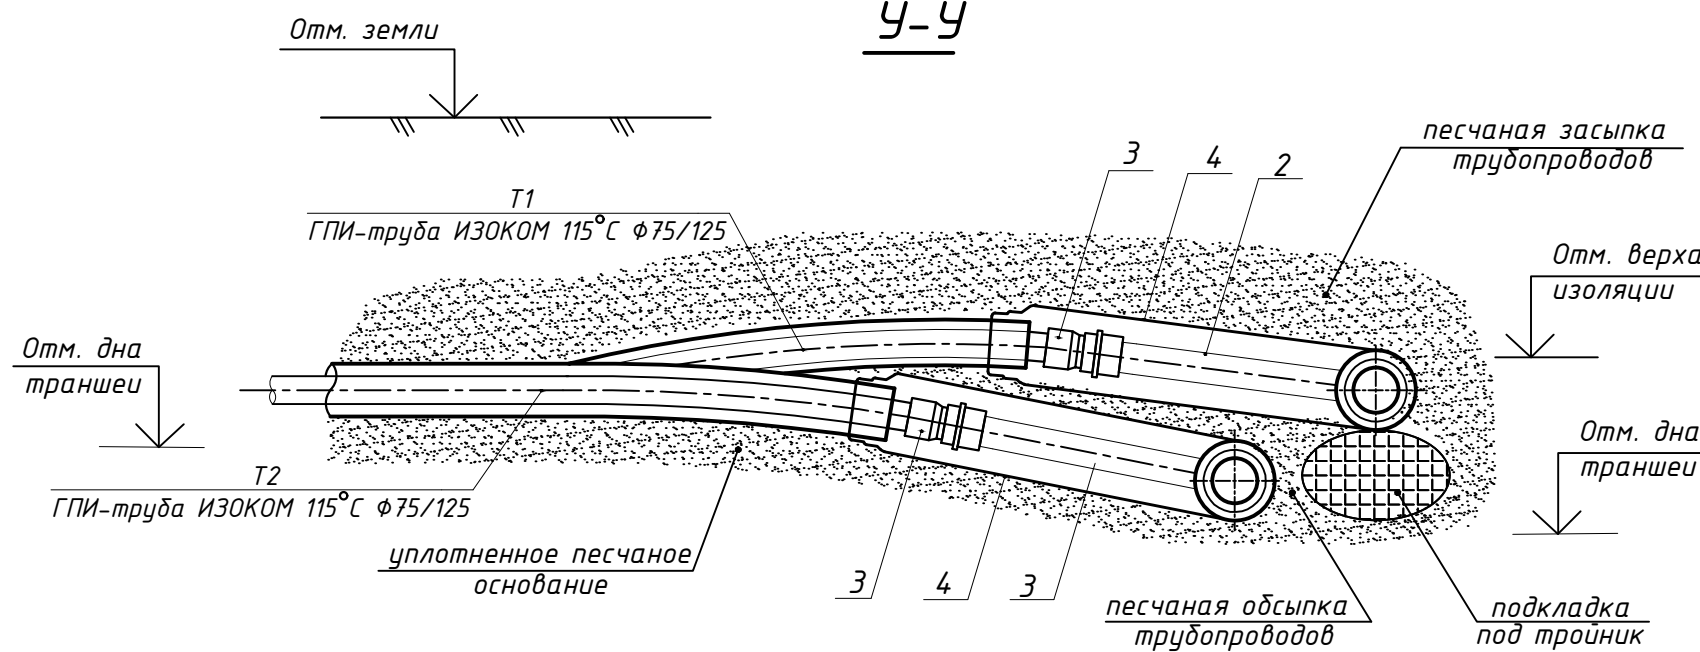 У-У
Отм. земли
песчаная засыпка
трубопроводов
3
4
2
Т1
ГПИ-труба ИЗОКОМ 115°С Ф75/125
Отм. верха
изоляции
Отм. дна
траншеи
Отм. дна
траншеи
Т2
ГПИ-труба ИЗОКОМ 115°С Ф75/125
уплотненное песчаное
основание
3
4
3
песчаная обсыпка
трубопроводов
подкладка
под тройник